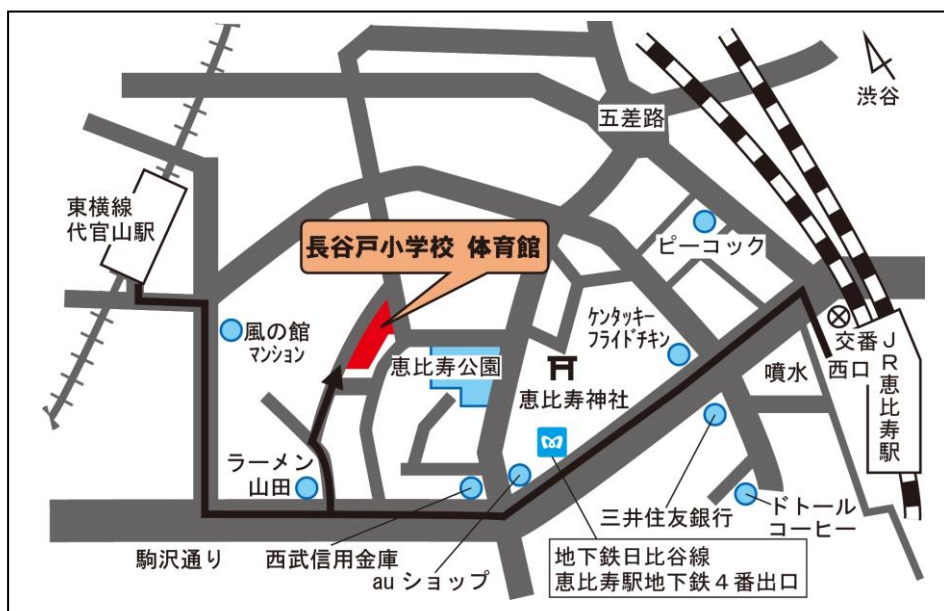 渋谷
五差路
東横線
代官山駅
長谷戸小学校 体育館
ピーコック
風の館
マンション
ケンタッキー
フライドチキン
交番
西口
JR恵比寿駅
恵比寿公園
恵比寿神社
噴水
ラーメン
山田
三井住友銀行
ドトール
コーヒー
駒沢通り
西武信用金庫
au ショップ
地下鉄日比谷線
恵比寿駅地下鉄4番出口